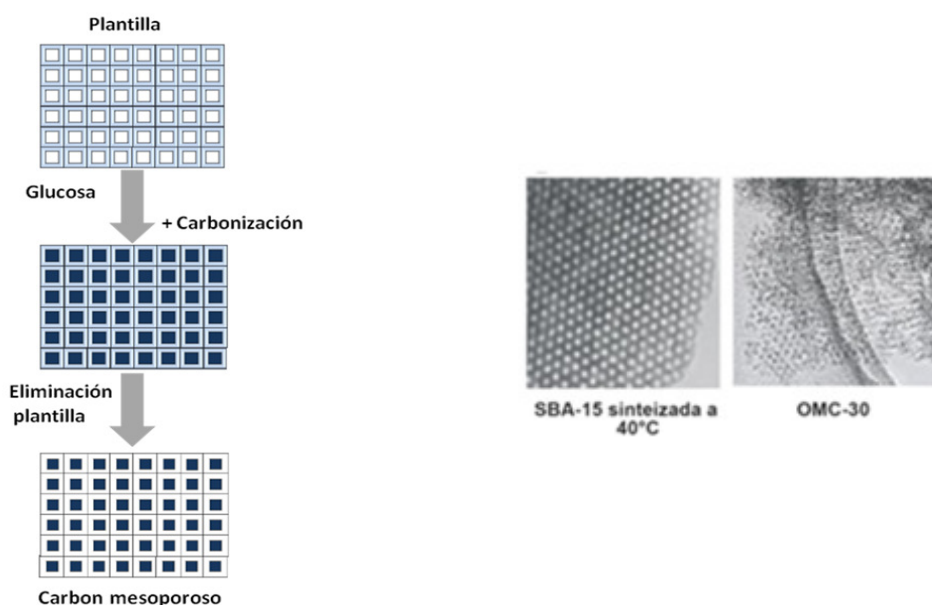 Plantilla
Glucosa
+ Carbonización
Eliminación
plantilla
Carbon mesoporoso
SBA-15 sinteizada a
40°C
OMC-30